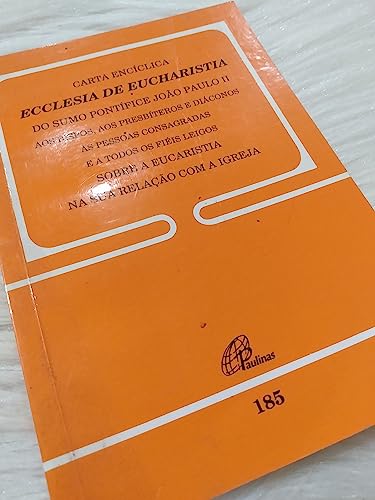 CARTA ENCÍCLICA
ECCLESIA DE EUCHARISTIA
DO SUMO PONTÍFICE JOÃO PAULO II
AOS BISPOS, AOS PRESBÍTEROS E DIÁCONOS
ÀS PESSOAS CONSAGRADAS
E A TODOS OS FIÉIS LEIGOS
SOBRE A EUCARISTIA
NA SUA RELAÇÃO COM A IGREJA
Paulinas
185